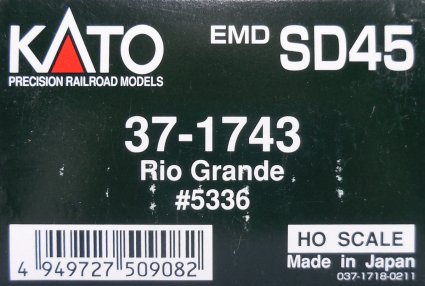 KATO
PRECISION RAILROAD MODELS
EMD SD45
37-1743
Rio Grande
#5336
4 949727 509082
HO SCALE
Made in Japan
037-1718-0211